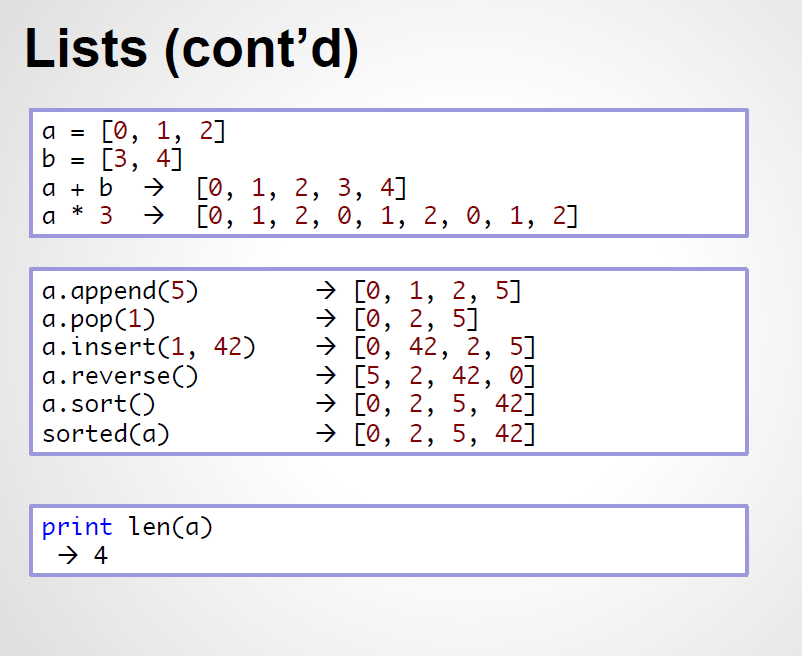 Lists (cont’d)
a = [0, 1, 2]
b = [3, 4]
a + b → [0, 1, 2, 3, 4]
a * 3 → [0, 1, 2, 0, 1, 2, 0, 1, 2]
a.append(5) → [0, 1, 2, 5]
a.pop(1) → [0, 2, 5]
a.insert(1, 42) → [0, 42, 2, 5]
a.reverse() → [5, 2, 42, 0]
a.sort() → [0, 2, 5, 42]
sorted(a) → [0, 2, 5, 42]
print len(a)
→ 4